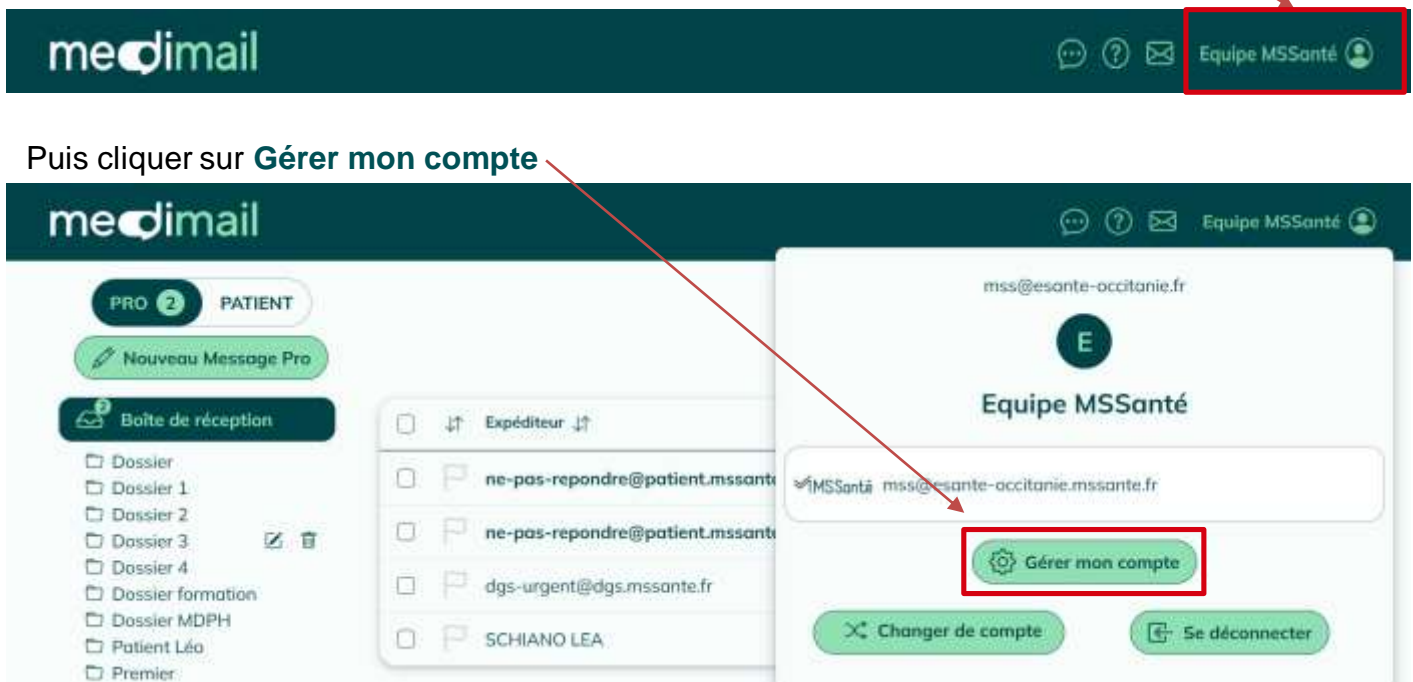 medimail
Equipe MSSanté
Puis cliquer sur Gérer mon compte
medimail
Equipe MSSanté
PRO 2 PATIENT
Nouveau Message Pro
2
Boîte de réception
Dossier
Dossier 1
Dossier 2
Dossier 3
Dossier 4
Dossier formation
Dossier MDPH
Patient Léo
Premier
Expéditeur
ne-pas-repondre@patient.mssante
ne-pas-repondre@patient.mssante
dgs-urgent@dgs.mssante.fr
SCHIANO LEA
mss@esante-occitanie.fr
E
Equipe MSSanté
MSSanté mss@esante-occitanie.mssante.fr
Gérer mon compte
Changer de compte
Se déconnecter